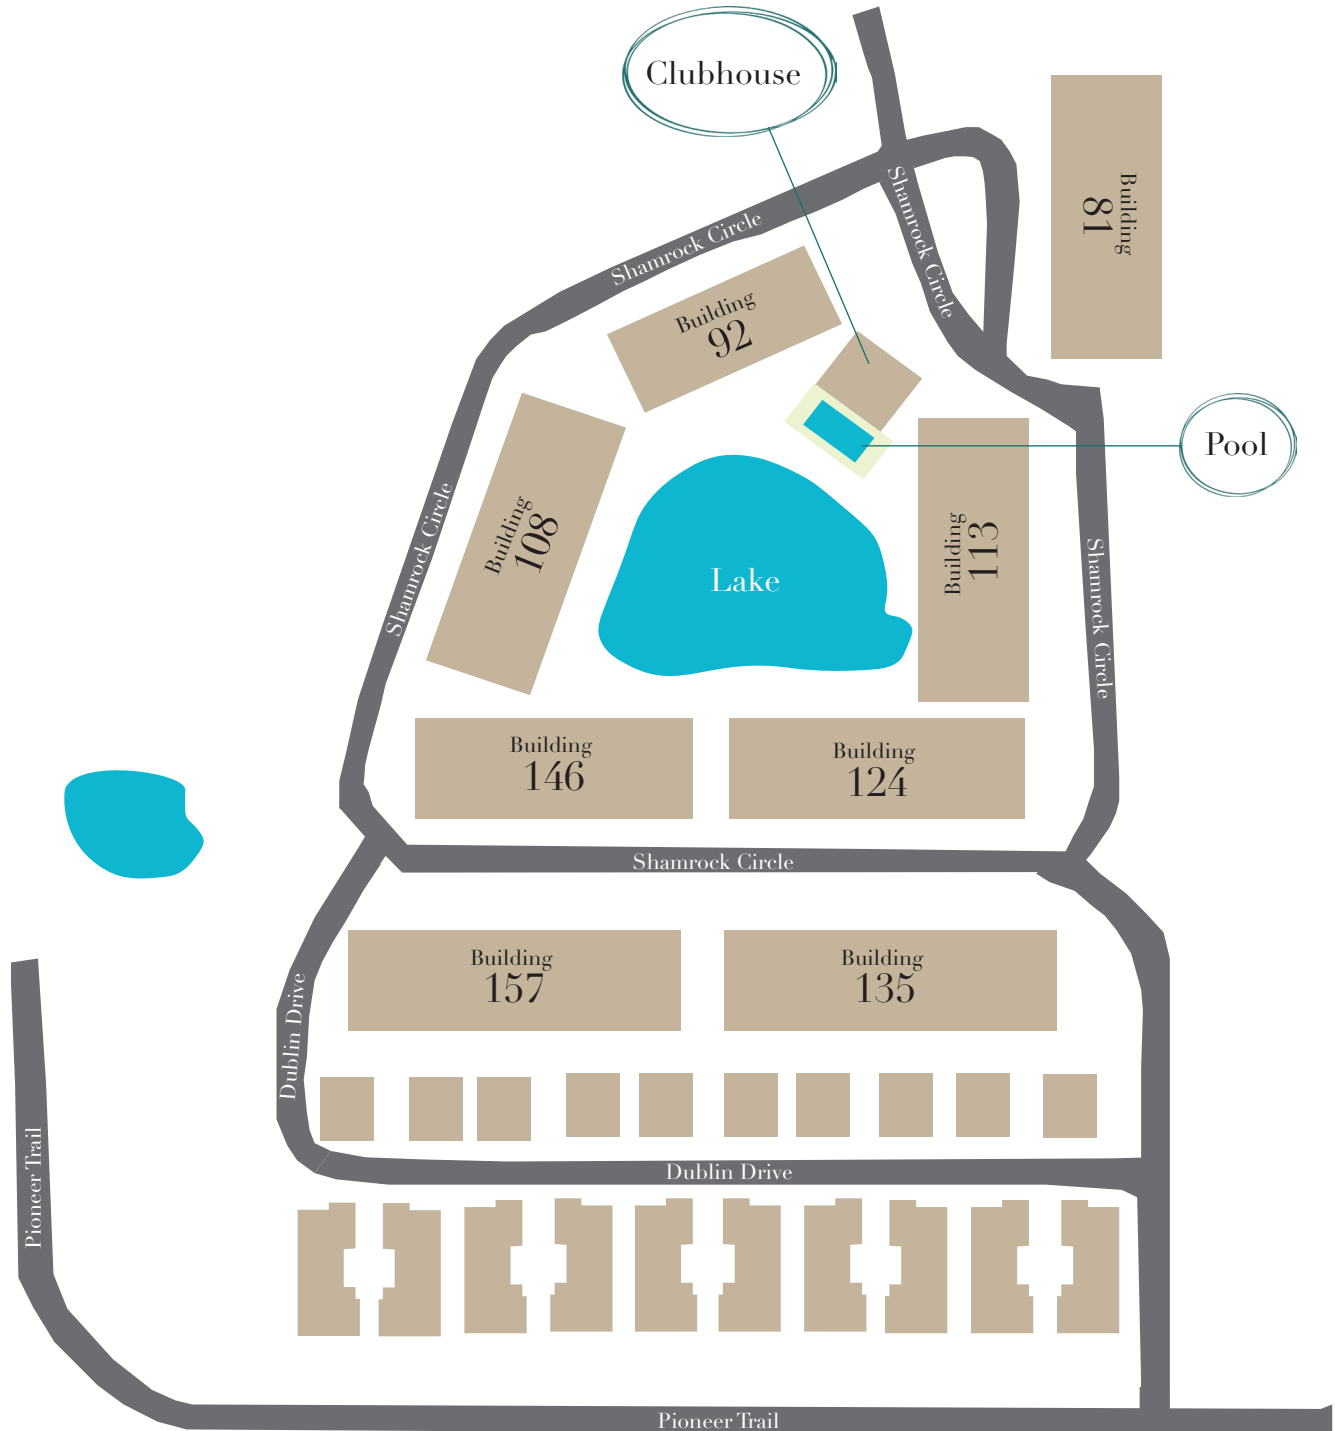 Clubhouse
Shamrock Circle
Building
81
Shamrock Circle
Building
92
Pool
Shamrock Circle
Building
108
Building
113
Shamrock Circle
Lake
Building
146
Building
124
Shamrock Circle
Building
157
Building
135
Dublin Drive
Dublin Drive
Pioneer Trail
Pioneer Trail